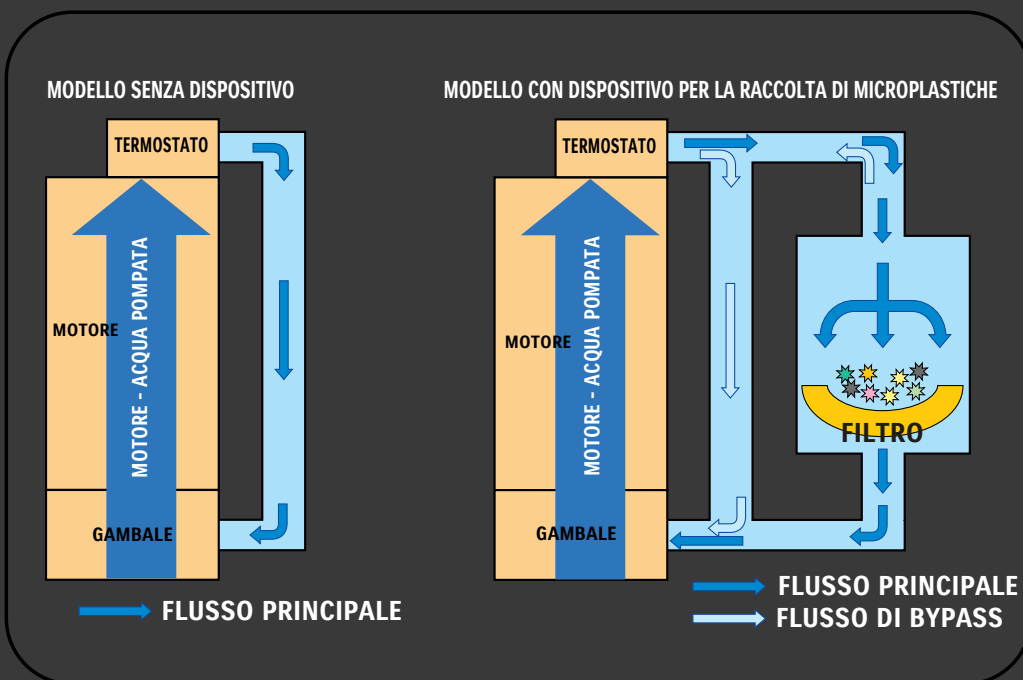 MODELLO SENZA DISPOSITIVO
TERMOSTATO
MOTORE
MOTORE - ACQUA POMPATA
GAMBALE
FLUSSO PRINCIPALE
MODELLO CON DISPOSITIVO PER LA RACCOLTA DI MICROPLASTICHE
TERMOSTATO
MOTORE
MOTORE - ACQUA POMPATA
GAMBALE
FILTRO
FLUSSO PRINCIPALE
FLUSSO DI BYPASS